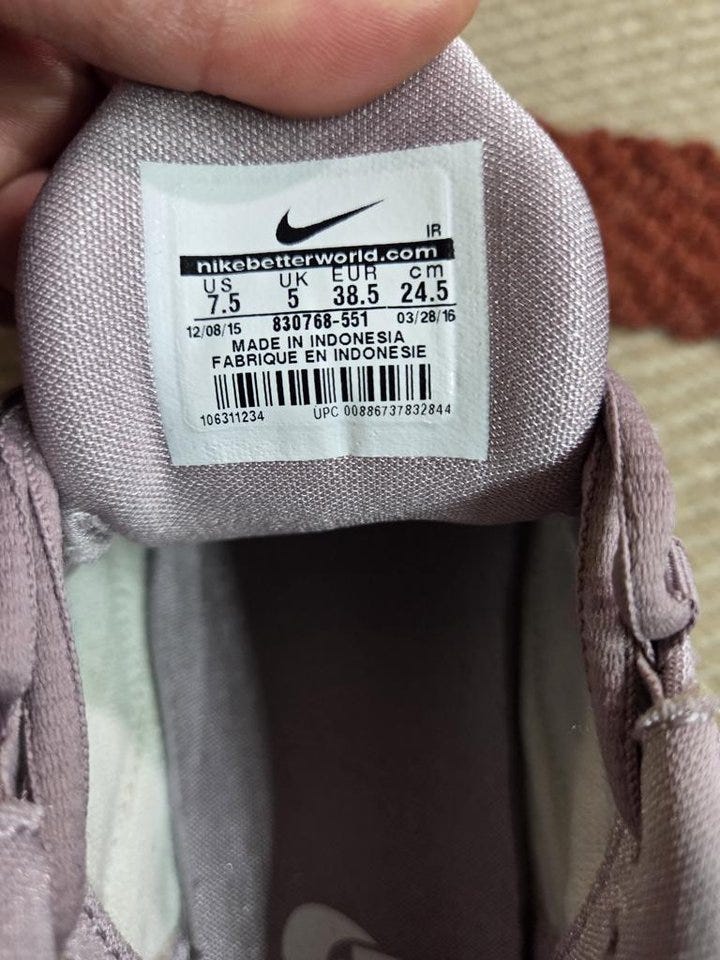 IR
nikebetterworld.com
US UK EUR cm
7.5 5 38.5 24.5
12/08/15 830768-551 03/28/16
MADE IN INDONESIA
FABRIQUE EN INDONESIE
106311234 UPC 00886737832844